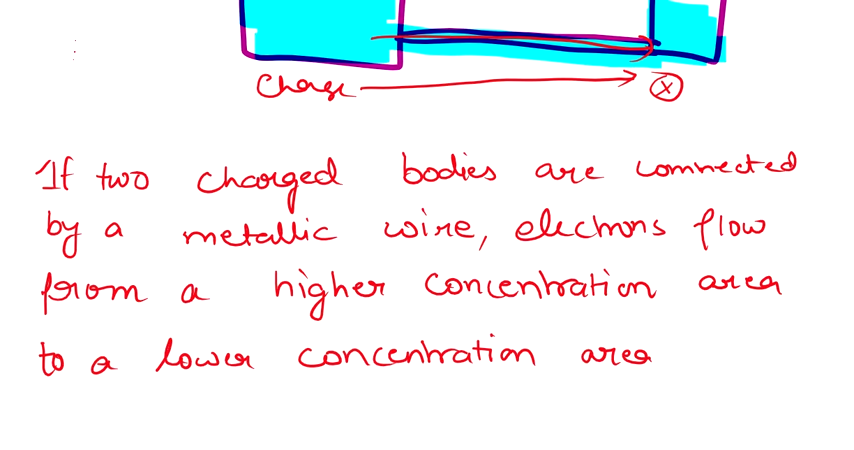 Charge
X
If two charged bodies are connected
by a metallic wire, electrons flow
from a higher concentration area
to a lower concentration area